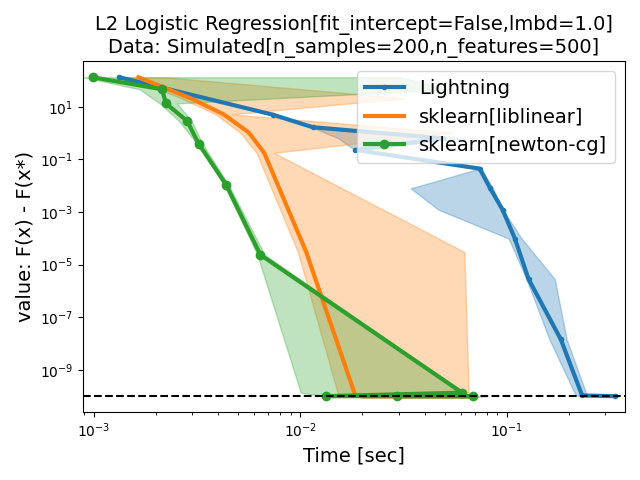 L2 Logistic Regression[fit_intercept=False,lmbd=1.0]
Data: Simulated[n_samples=200,n_features=500]
Lightning
sklearn[liblinear]
sklearn[newton-cg]
value: F(x) - F(x*)
10¹
10⁻¹
10⁻³
10⁻⁵
10⁻⁷
10⁻⁹
10⁻³
10⁻²
10⁻¹
Time [sec]